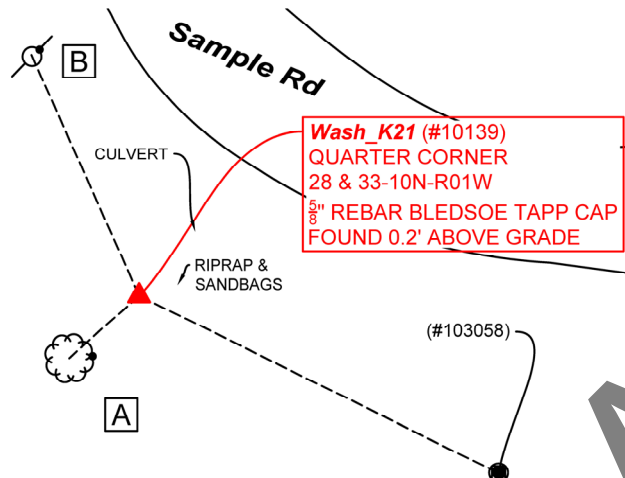 B
Sample Rd
Wash_K21 (#10139)
QUARTER CORNER
28 & 33-10N-R01W
5/8" REBAR BLEDSOE TAPP CAP
FOUND 0.2' ABOVE GRADE
CULVERT
RIPRAP &
SANDBAGS
(#103058)
A